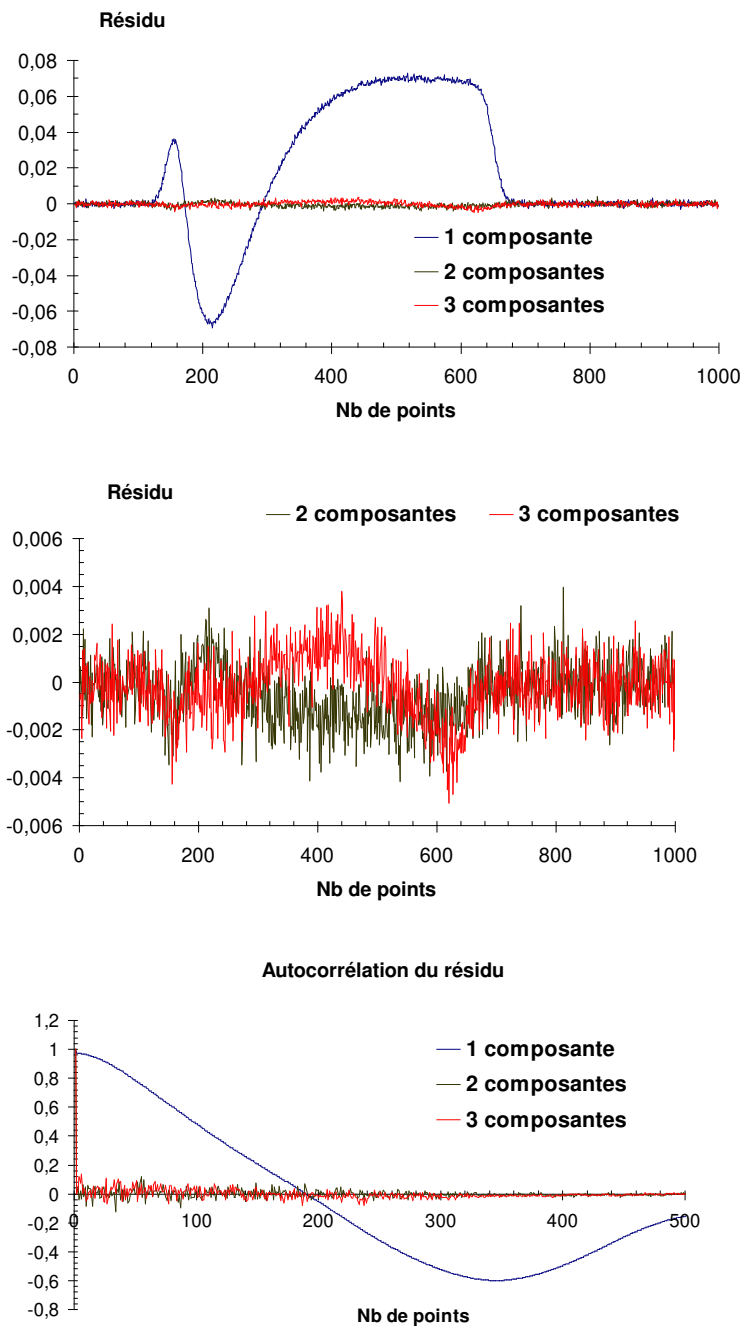 Résidu
0,08
0,06
0,04
0,02
0
-0,02
-0,04
-0,06
-0,08
1 composante
2 composantes
3 composantes
0 200 400 600 800 1000
Nb de points
Résidu
2 composantes 3 composantes
0,006
0,004
0,002
0
-0,002
-0,004
-0,006
0 200 400 600 800 1000
Nb de points
Autocorrélation du résidu
1,2
1
0,8
0,6
0,4
0,2
0
-0,2
-0,4
-0,6
-0,8
1 composante
2 composantes
3 composantes
0 100 200 300 400 500
Nb de points